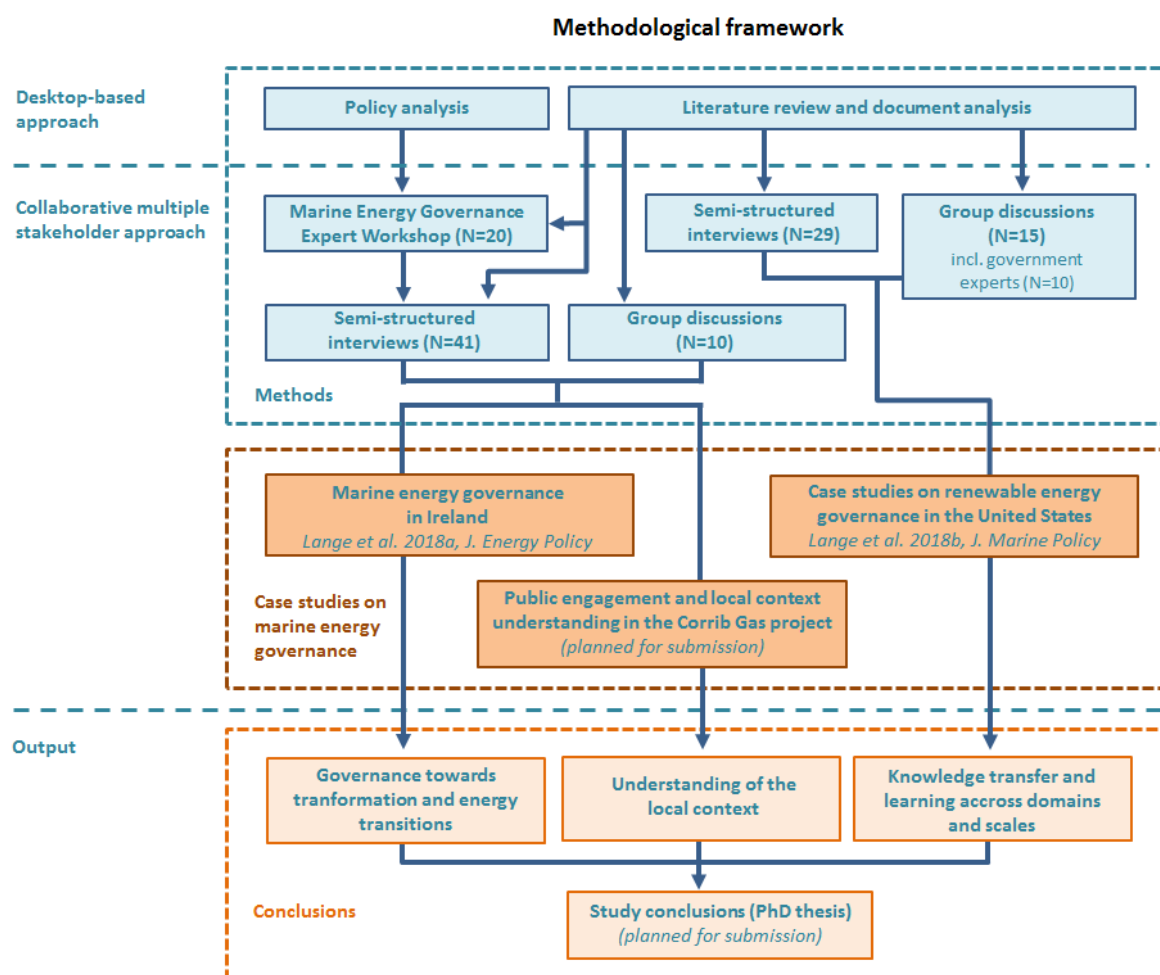 Methodological framework
Desktop-based
approach
Policy analysis
Literature review and document analysis
Collaborative multiple
stakeholder approach
Marine Energy Governance
Expert Workshop (N=20)
Semi-structured
interviews (N=29)
Group discussions
(N=15)
incl. government
experts (N=10)
Semi-structured
interviews (N=41)
Group discussions
(N=10)
Methods
Marine energy governance
in Ireland
Lange et al. 2018a, J. Energy Policy
Case studies on renewable energy
governance in the United States
Lange et al. 2018b, J. Marine Policy
Case studies on
marine energy
governance
Public engagement and local context
understanding in the Corrib Gas project
(planned for submission)
Output
Governance towards
tranformation and energy
transitions
Understanding of the
local context
Knowledge transfer and
learning accross domains
and scales
Conclusions
Study conclusions (PhD thesis)
(planned for submission)